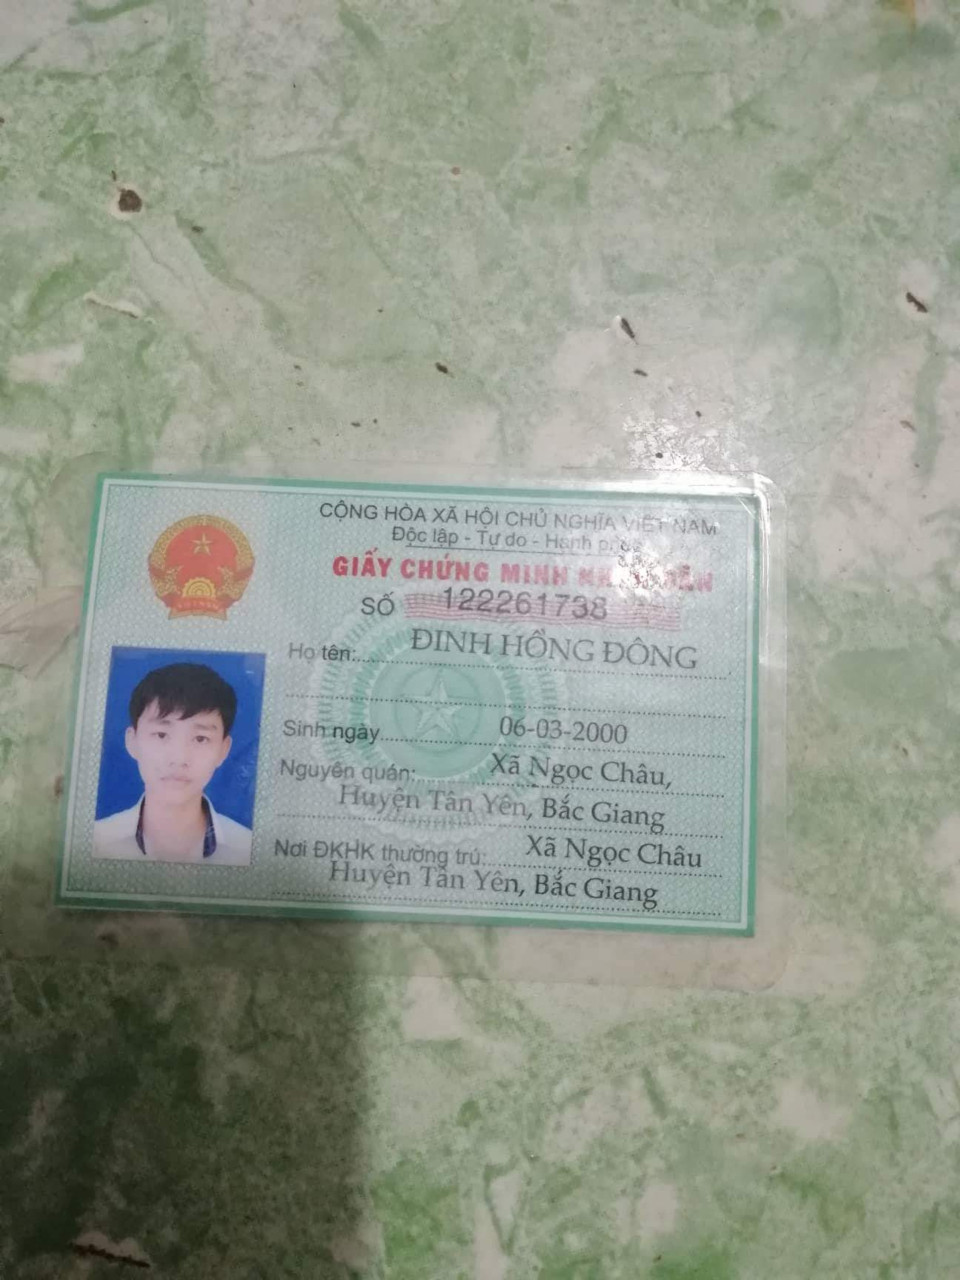 CỘNG HÒA XÃ HỘI CHỦ NGHĨA VIỆT NAM
Độc lập - Tự do - Hạnh phúc
GIẤY CHỨNG MINH NHÂN DÂN
SỐ 122261738
Họ tên: ĐINH HỒNG ĐÔNG
Sinh ngày 06-03-2000
Nguyên quán: Xã Ngọc Châu,
Huyện Tân Yên, Bắc Giang
Nơi ĐKHK thường trú: Xã Ngọc Châu
Huyện Tân Yên, Bắc Giang